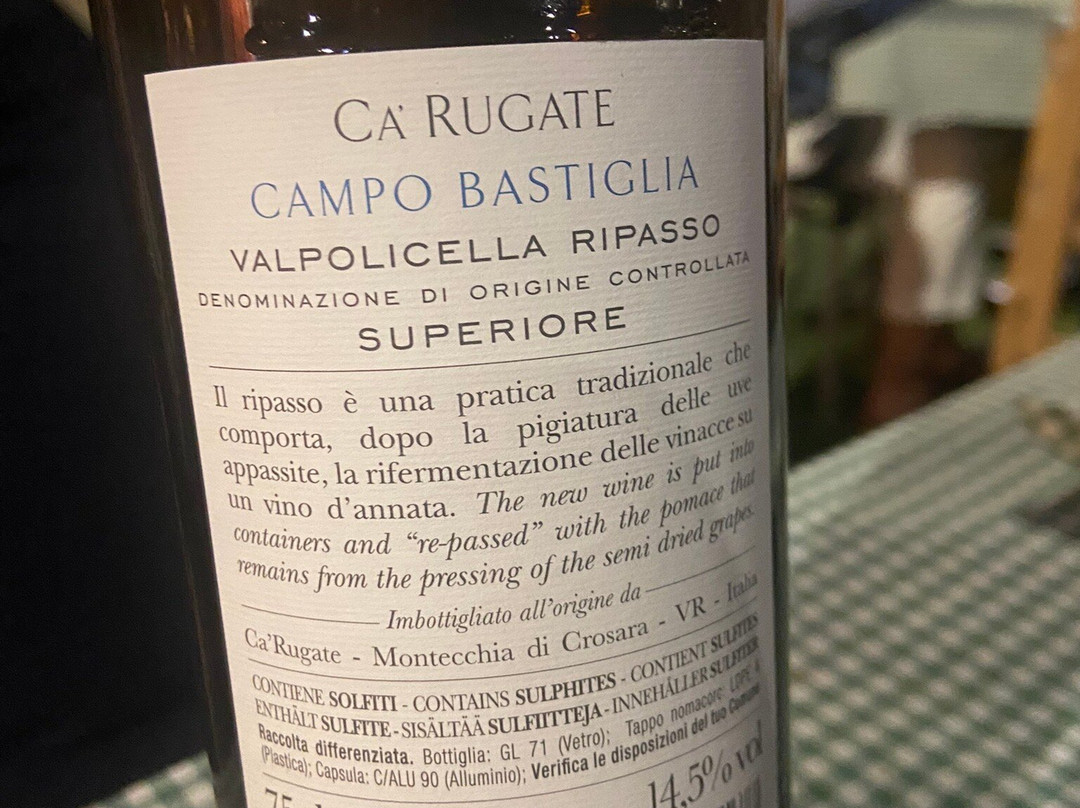 CA' RUGATE
CAMPO BASTIGLIA
VALPOLICELLA RIPASSO
DENOMINAZIONE DI ORIGINE CONTROLLATA
SUPERIORE
Il ripasso è una pratica tradizionale che
comporta, dopo la pigiatura delle uve
appassite, la rifermentazione delle vinacce su
un vino d'annata. The new wine is put into
containers and “re-passed” with the pomace that
remains from the pressing of the semi dried grapes.
Imbottigliato all'origine da
Ca'Rugate - Montecchia di Crosara - VR - Italia
CONTIENE SOLFITI - CONTAINS SULPHITES - CONTIENT SULFITES
ENTHÄLT SULFITE - SISÄLTÄÄ SULFIITTEJA - INNEHÅLLER SULFITER
Raccolta differenziata. Bottiglia: GL 71 (Vetro); Tappo nomacorc: LDPE 4
(Plastica); Capsula: C/ALU 90 (Alluminio); Verifica le disposizioni del tuo Comune
14,5% vol